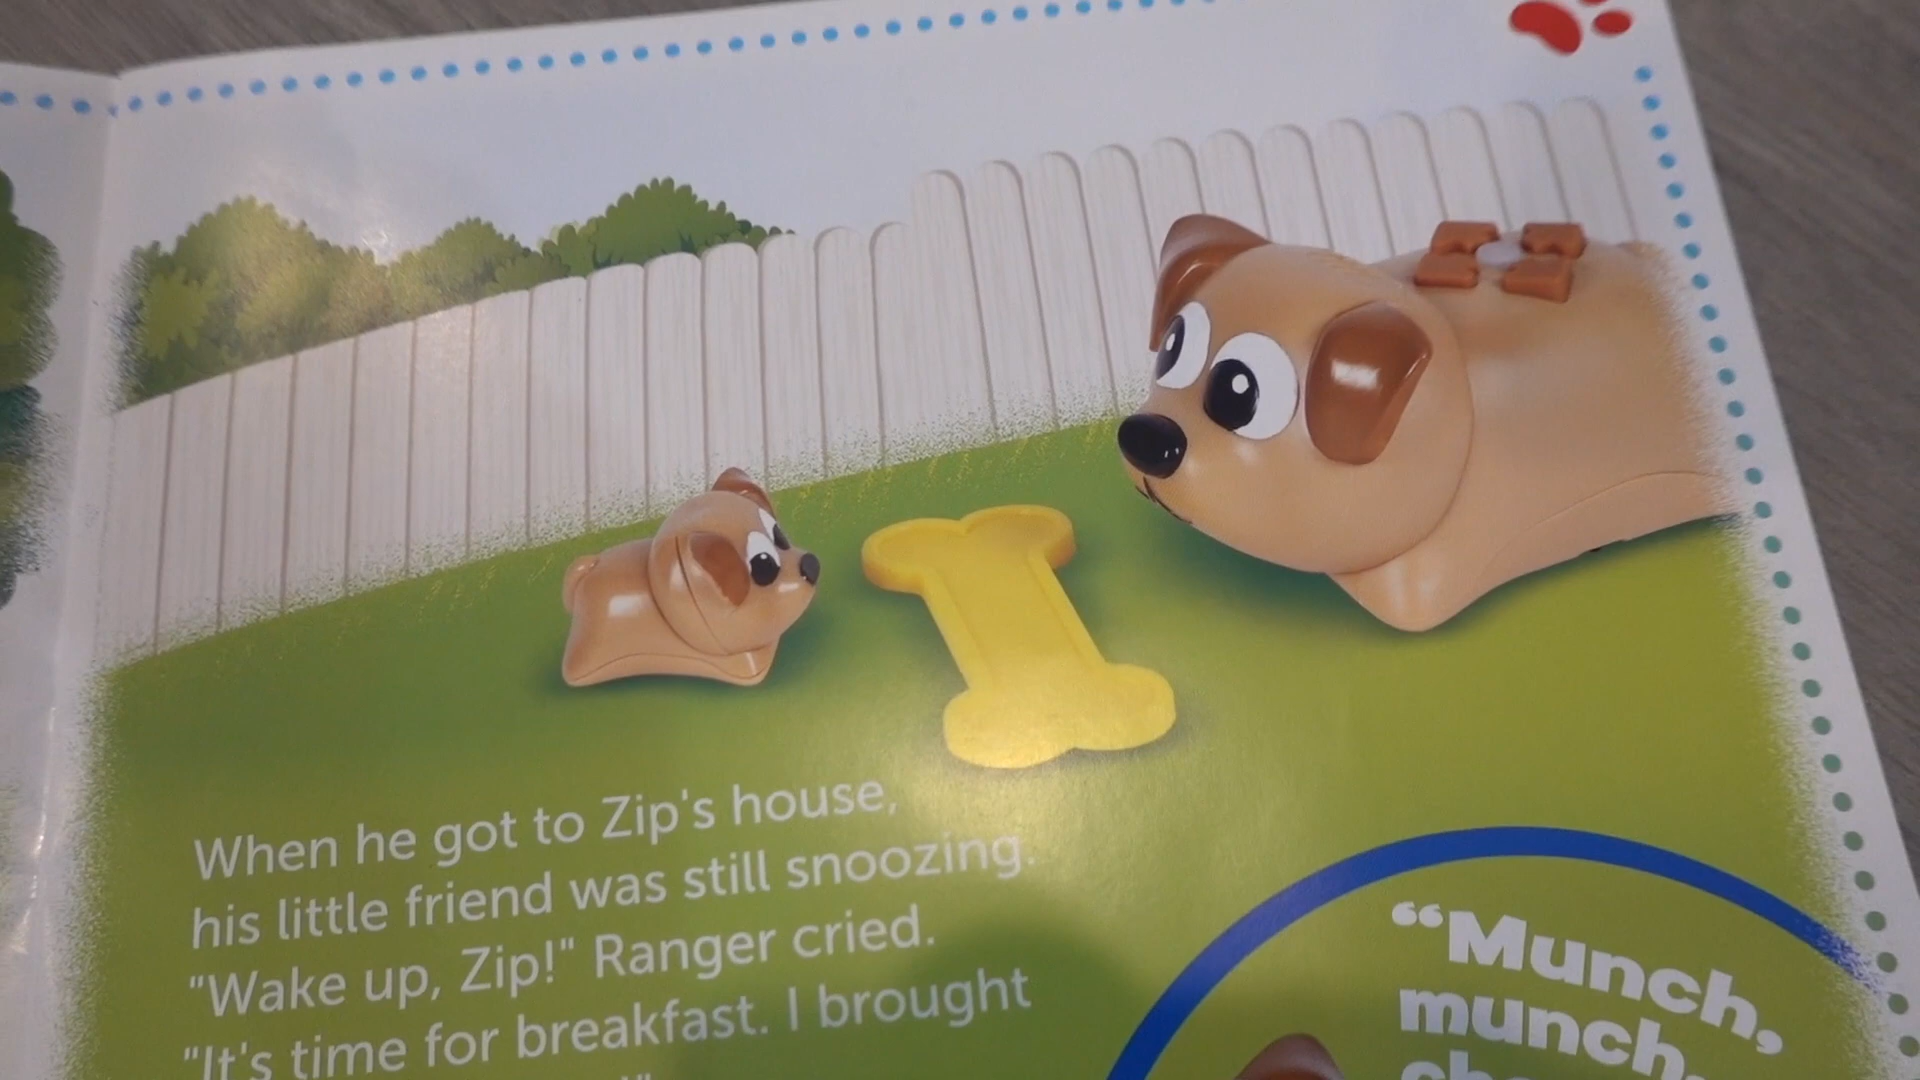 When he got to Zip's house,
his little friend was still snoozing.
"Wake up, Zip!" Ranger cried.
"It's time for breakfast. I brought
“Munch,
munch,